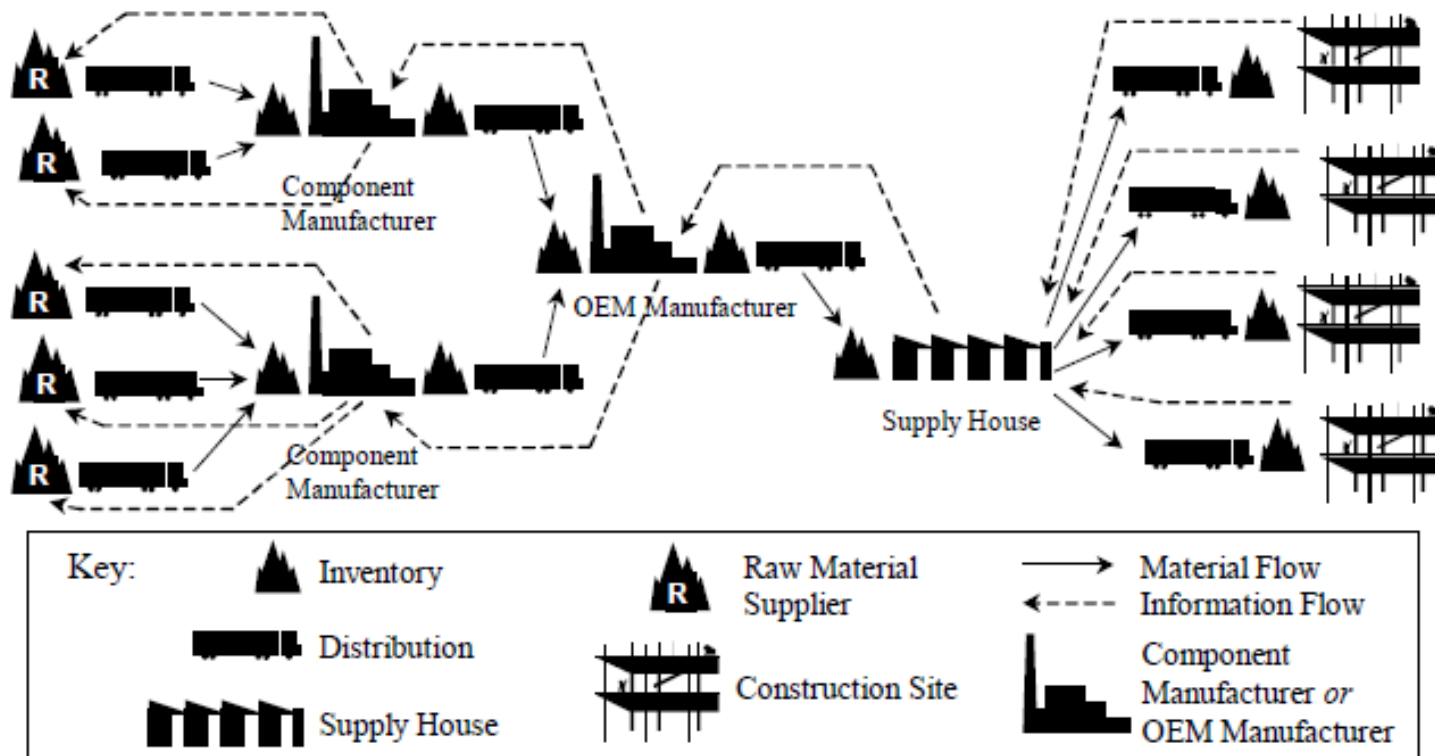 R
R
Component
Manufacturer
R
R
R
Component
Manufacturer
OEM Manufacturer
Supply House
Key:
Inventory
Distribution
Supply House
R
Raw Material
Supplier
Construction Site
Material Flow
Information Flow
Component
Manufacturer or
OEM Manufacturer